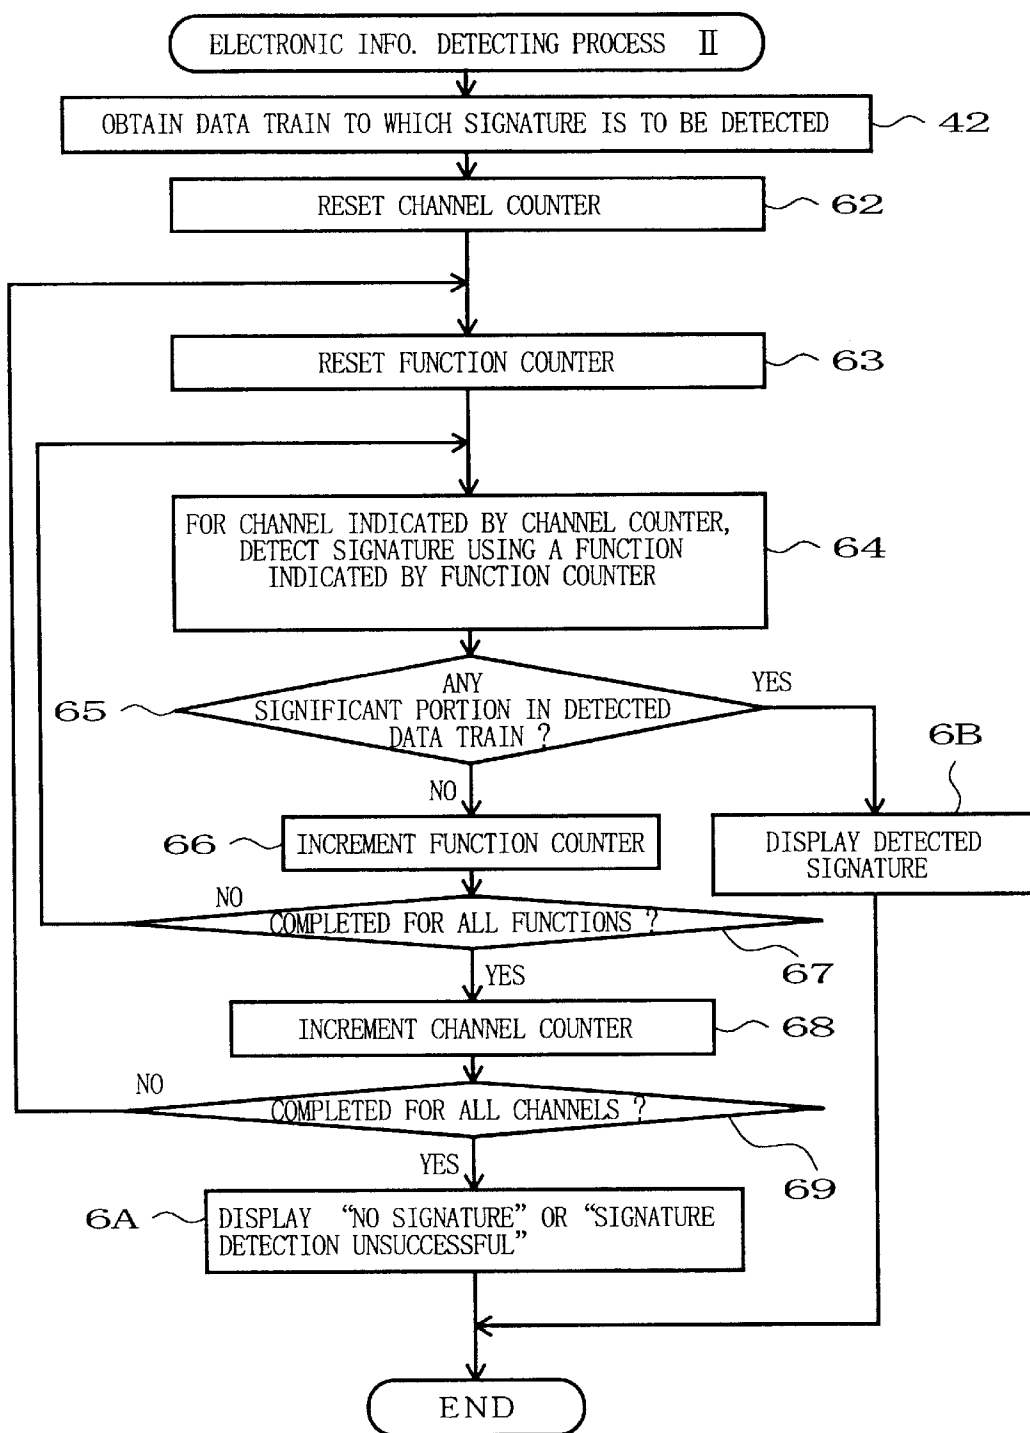 ELECTRONIC INFO. DETECTING PROCESS II
OBTAIN DATA TRAIN TO WHICH SIGNATURE IS TO BE DETECTED
42
RESET CHANNEL COUNTER
62
RESET FUNCTION COUNTER
63
FOR CHANNEL INDICATED BY CHANNEL COUNTER,
DETECT SIGNATURE USING A FUNCTION
INDICATED BY FUNCTION COUNTER
64
ANY
SIGNIFICANT PORTION IN DETECTED
DATA TRAIN ?
65
YES
NO
6B
DISPLAY DETECTED
SIGNATURE
66
INCREMENT FUNCTION COUNTER
NO
COMPLETED FOR ALL FUNCTIONS ?
67
YES
INCREMENT CHANNEL COUNTER
68
NO
COMPLETED FOR ALL CHANNELS ?
69
YES
6A
DISPLAY “NO SIGNATURE” OR “SIGNATURE
DETECTION UNSUCCESSFUL”
END